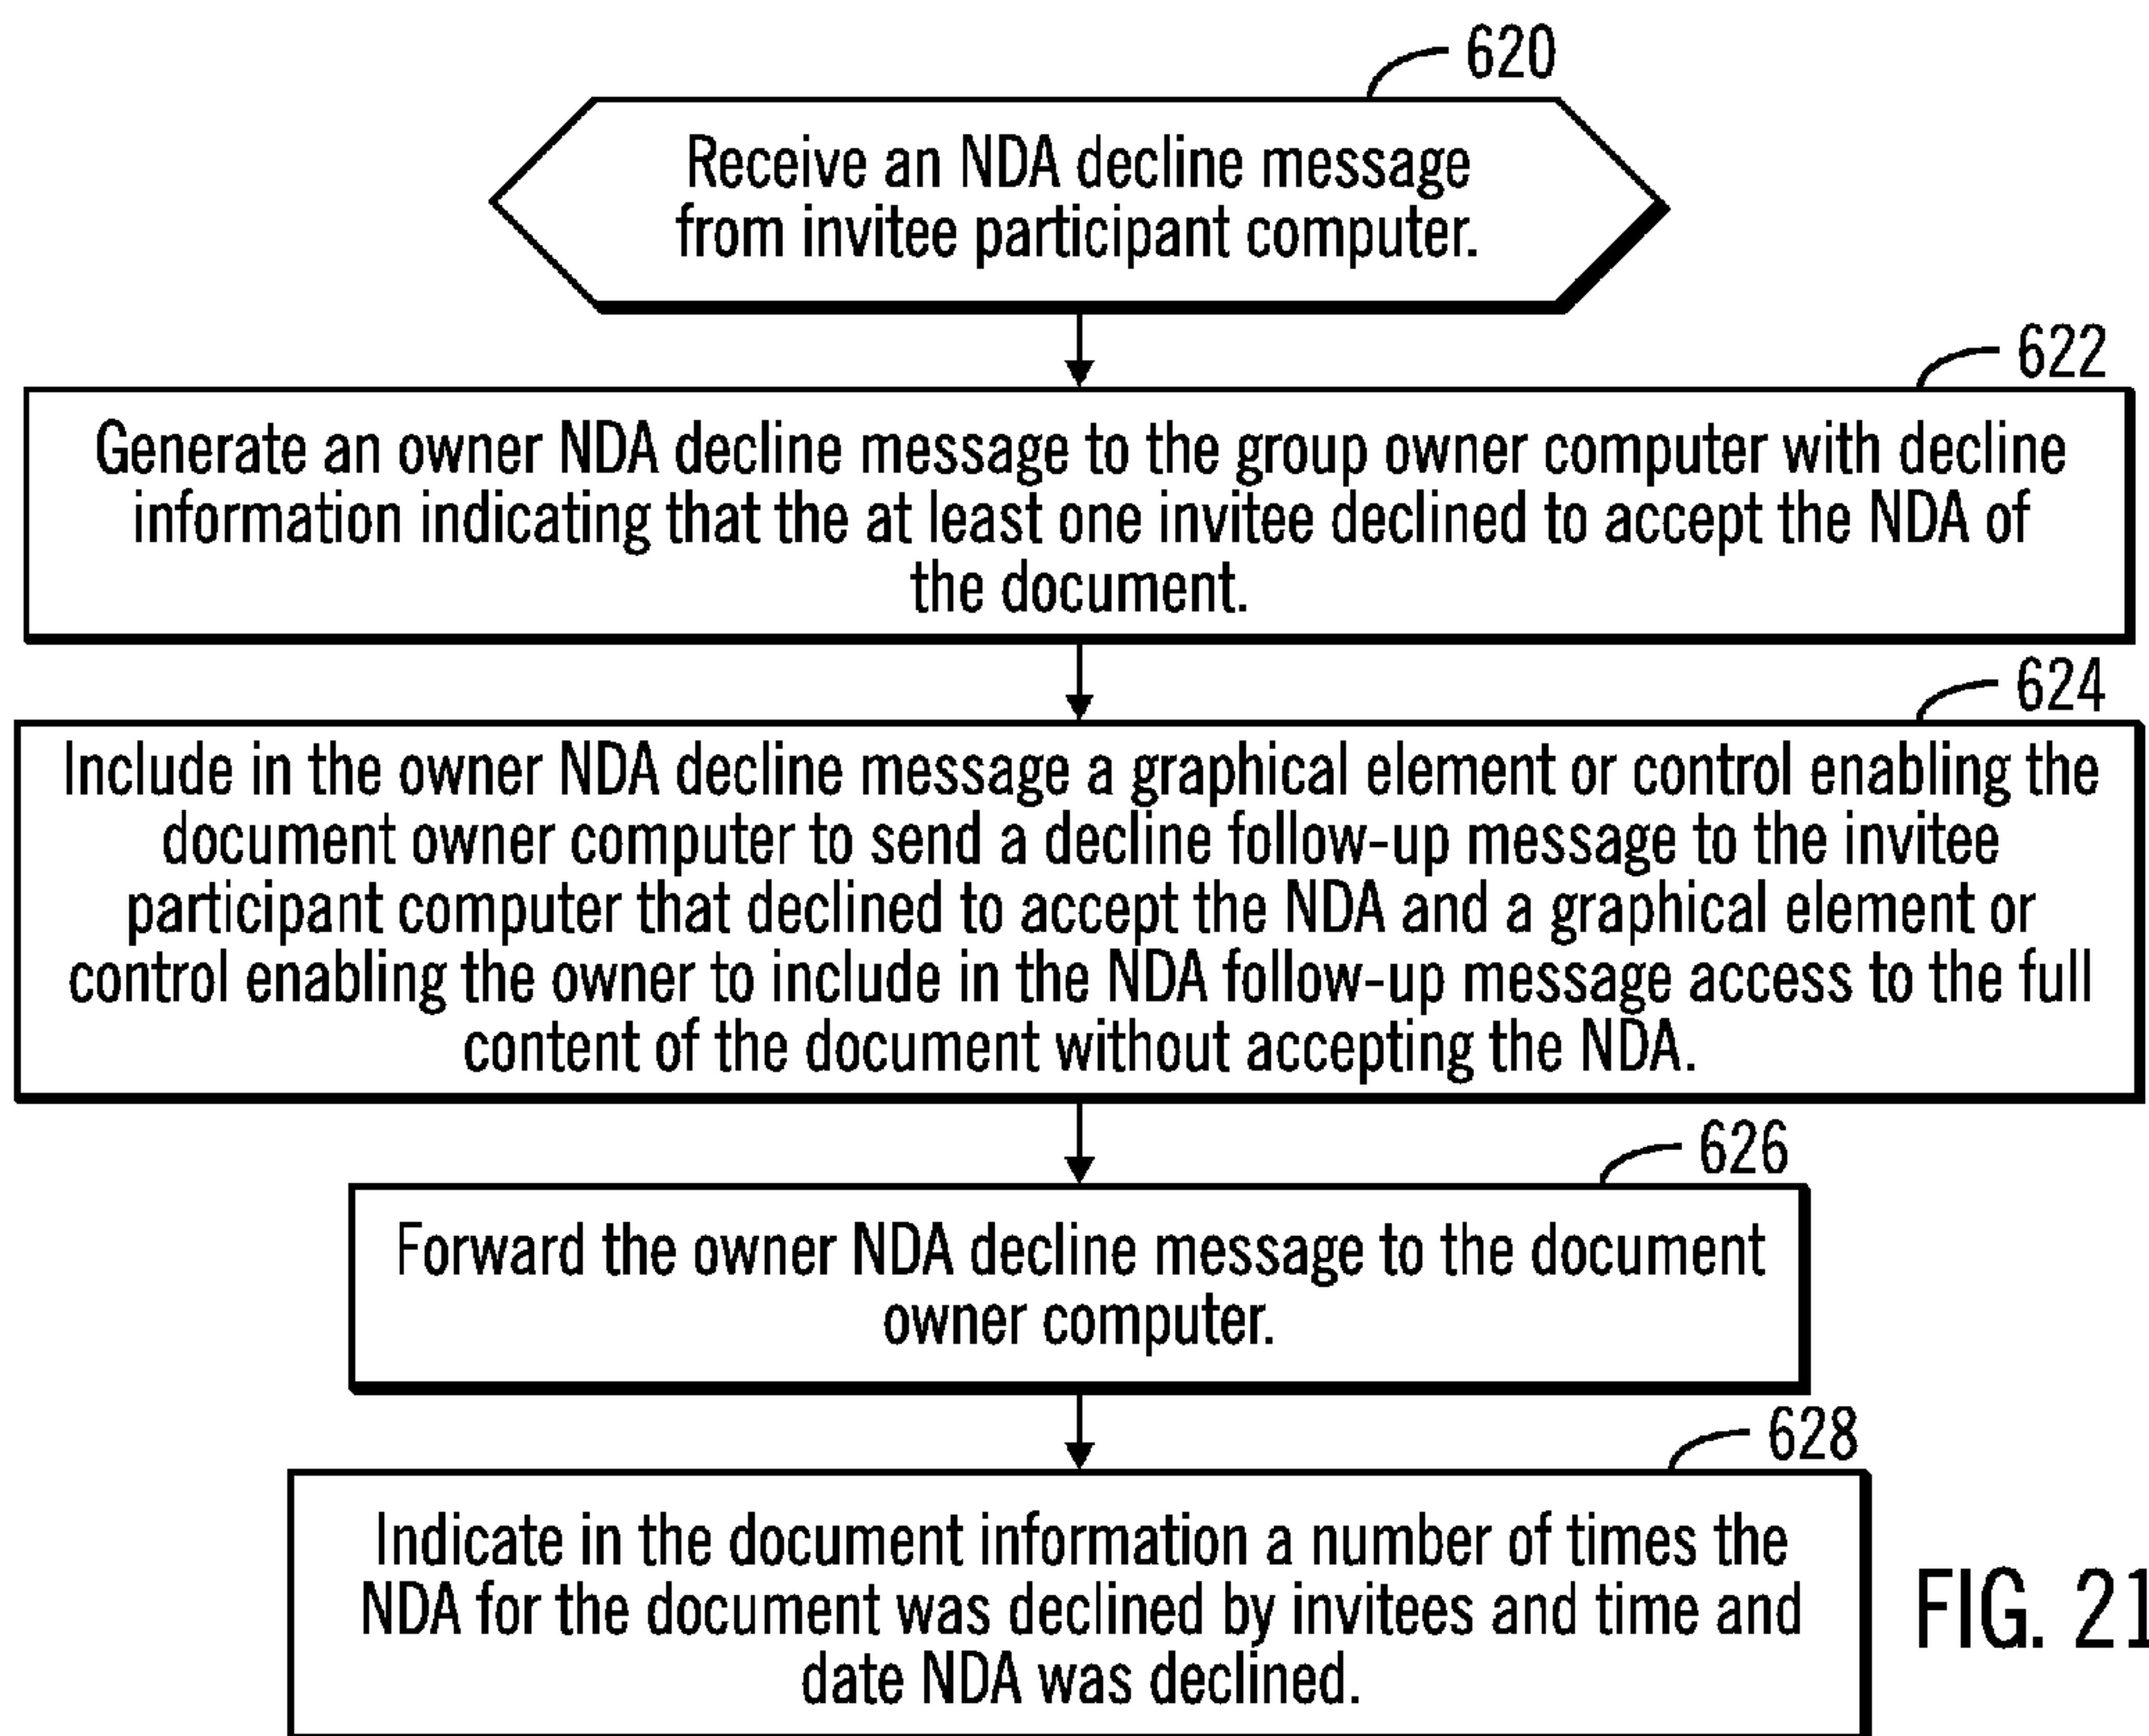 620
Receive an NDA decline message
from invitee participant computer.
622
Generate an owner NDA decline message to the group owner computer with decline
information indicating that the at least one invitee declined to accept the NDA of
the document.
624
Include in the owner NDA decline message a graphical element or control enabling the
document owner computer to send a decline follow-up message to the invitee
participant computer that declined to accept the NDA and a graphical element or
control enabling the owner to include in the NDA follow-up message access to the full
content of the document without accepting the NDA.
626
Forward the owner NDA decline message to the document
owner computer.
628
Indicate in the document information a number of times the
NDA for the document was declined by invitees and time and
date NDA was declined.
FIG. 21